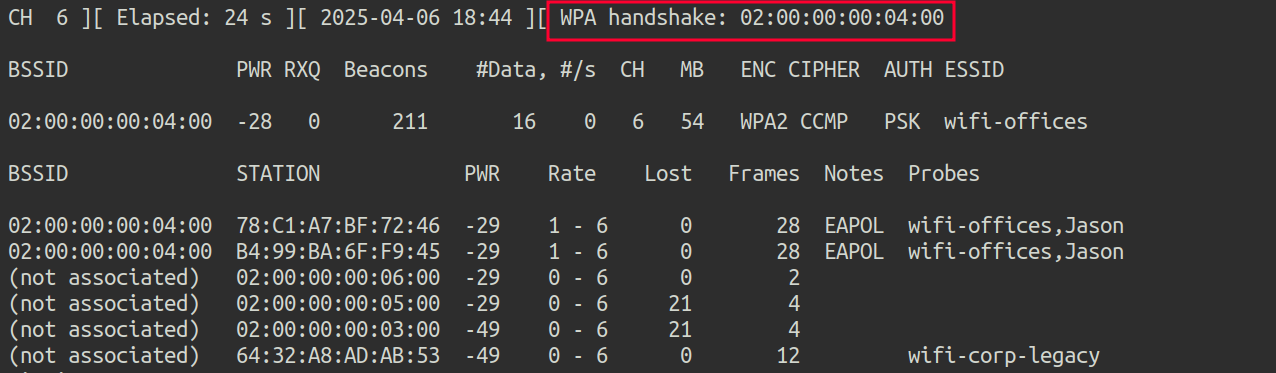 CH  6 ][ Elapsed: 24 s ][ 2025-04-06 18:44 ][ WPA handshake: 02:00:00:00:04:00
BSSID              PWR RXQ  Beacons    #Data, #/s  CH   MB   ENC CIPHER  AUTH ESSID
02:00:00:00:04:00  -28   0      211       16    0   6   54   WPA2 CCMP   PSK  wifi-offices
BSSID              STATION            PWR    Rate    Lost   Frames  Notes  Probes
02:00:00:00:04:00  78:C1:A7:BF:72:46  -29    1 - 6      0       28  EAPOL  wifi-offices,Jason
02:00:00:00:04:00  B4:99:BA:6F:F9:45  -29    1 - 6      0       28  EAPOL  wifi-offices,Jason
(not associated)   02:00:00:00:06:00  -29    0 - 6      0        2
(not associated)   02:00:00:00:05:00  -29    0 - 6     21        4
(not associated)   02:00:00:00:03:00  -49    0 - 6     21        4
(not associated)   64:32:A8:AD:AB:53  -49    0 - 6      0       12         wifi-corp-legacy